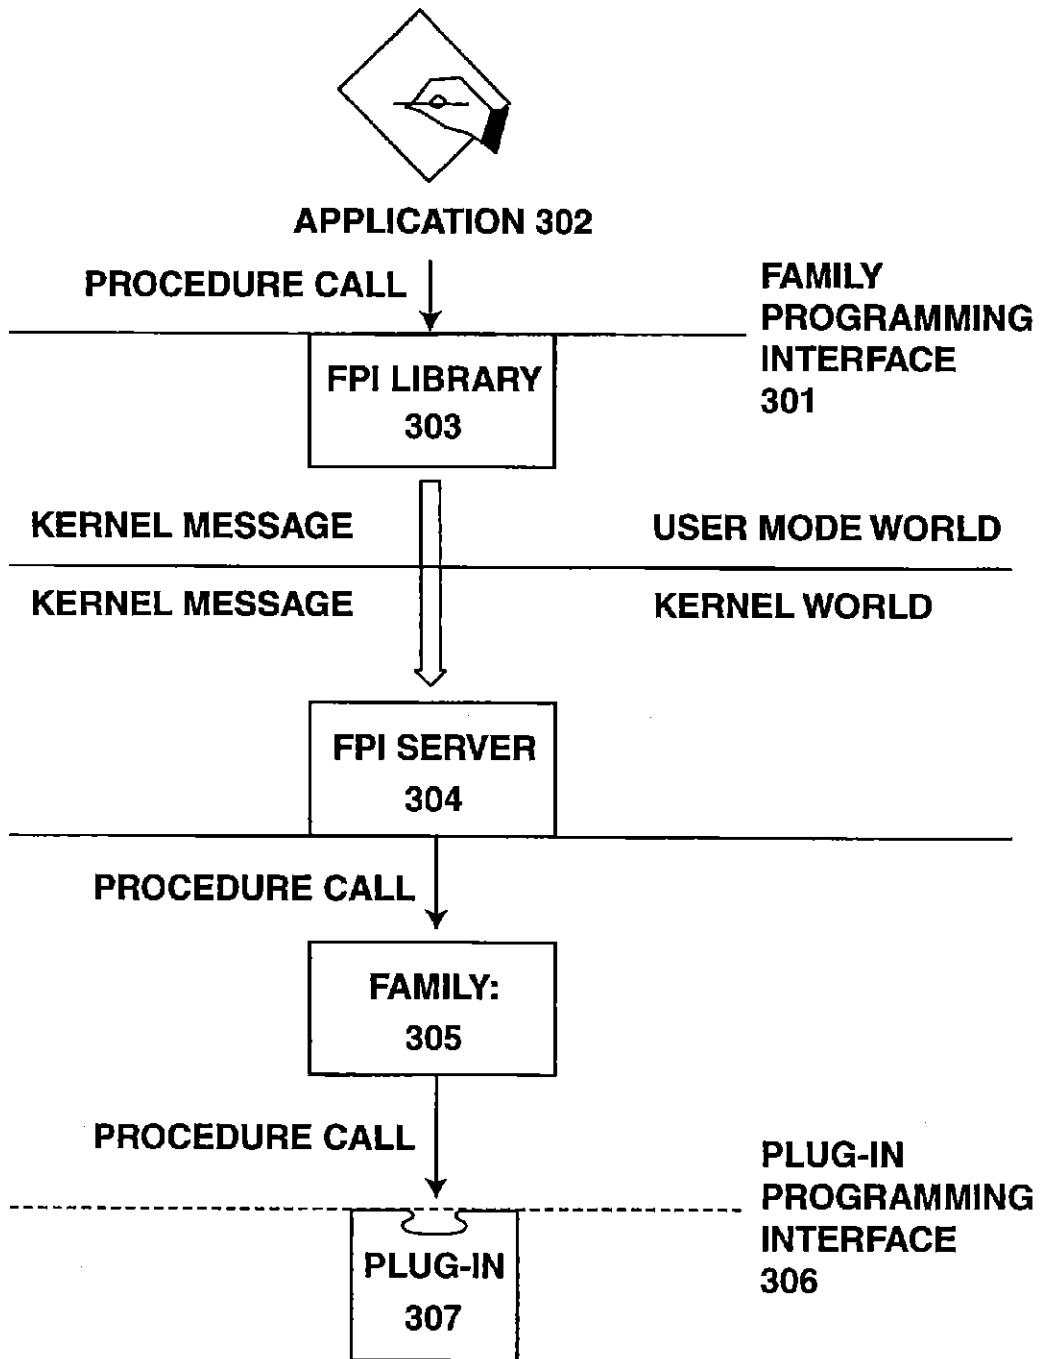 APPLICATION 302
PROCEDURE CALL
FAMILY
PROGRAMMING
INTERFACE
301
FPI LIBRARY
303
KERNEL MESSAGE
USER MODE WORLD
KERNEL MESSAGE
KERNEL WORLD
FPI SERVER
304
PROCEDURE CALL
FAMILY:
305
PROCEDURE CALL
PLUG-IN
PROGRAMMING
INTERFACE
306
PLUG-IN
307